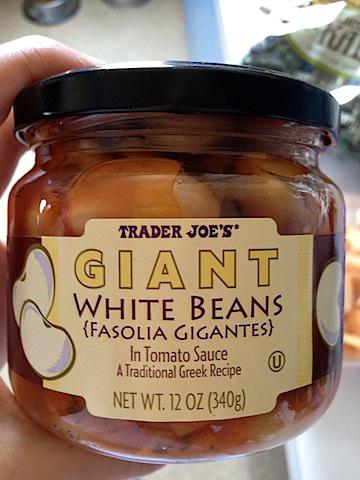 TRADER JOE'S®
GIANT
WHITE BEANS
{FASOLIA GIGANTES}
In Tomato Sauce
A Traditional Greek Recipe
U
NET WT. 12 OZ (340g)